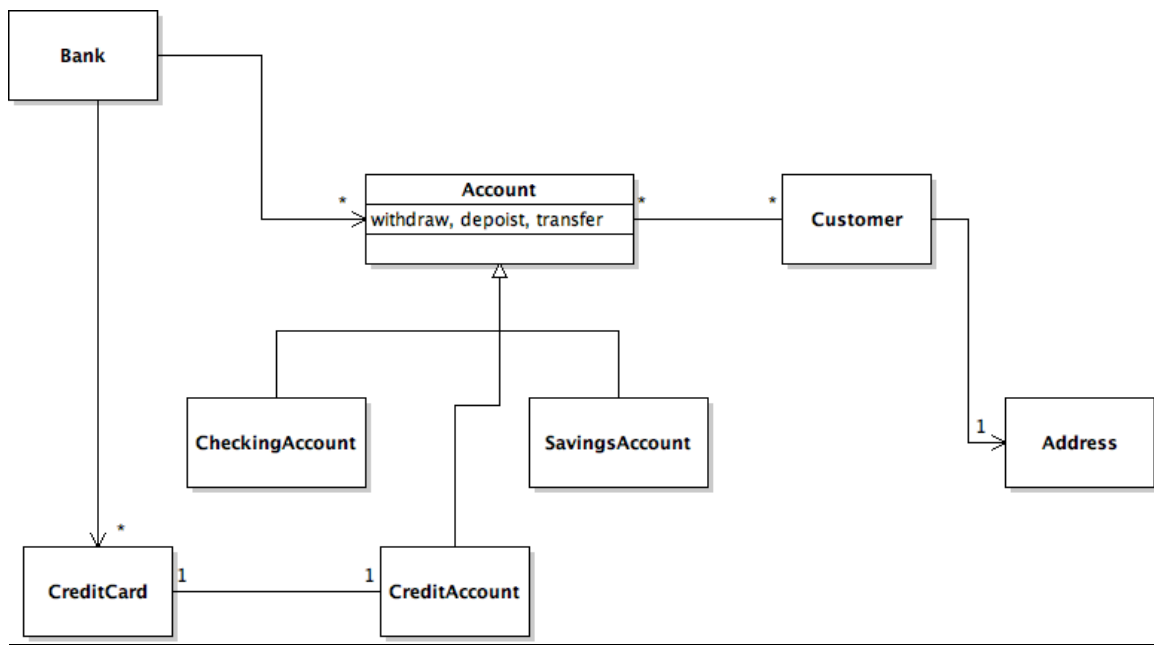 Bank
*
Account
*
*
withdraw, depoist, transfer
Customer
CheckingAccount
SavingsAccount
1
Address
*
CreditCard
1
1
CreditAccount